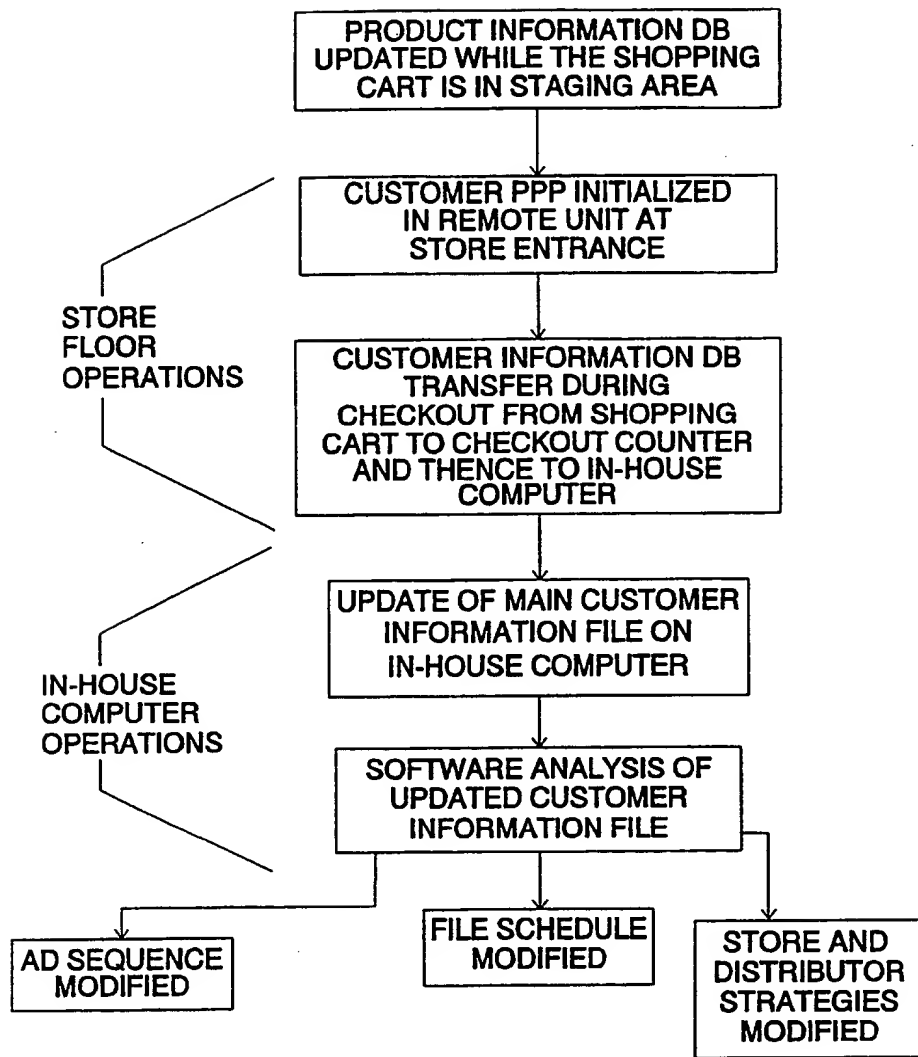 PRODUCT INFORMATION DB
UPDATED WHILE THE SHOPPING
CART IS IN STAGING AREA
CUSTOMER PPP INITIALIZED
IN REMOTE UNIT AT
STORE ENTRANCE
STORE
FLOOR
OPERATIONS
CUSTOMER INFORMATION DB
TRANSFER DURING
CHECKOUT FROM SHOPPING
CART TO CHECKOUT COUNTER
AND THENCE TO IN-HOUSE
COMPUTER
UPDATE OF MAIN CUSTOMER
INFORMATION FILE ON
IN-HOUSE COMPUTER
IN-HOUSE
COMPUTER
OPERATIONS
SOFTWARE ANALYSIS OF
UPDATED CUSTOMER
INFORMATION FILE
AD SEQUENCE
MODIFIED
FILE SCHEDULE
MODIFIED
STORE AND
DISTRIBUTOR
STRATEGIES
MODIFIED